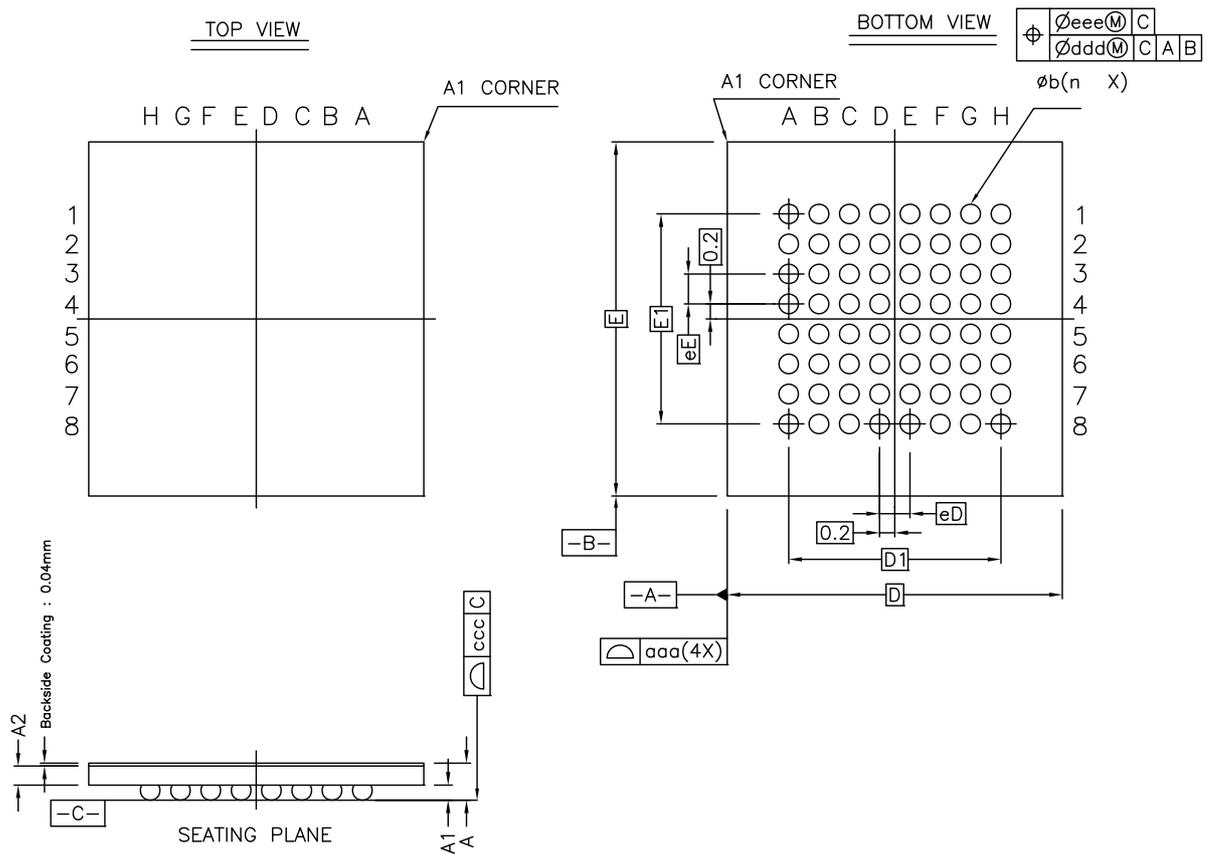 TOP VIEW
BOTTOM VIEW
Øeee Ⓜ C
Øddd Ⓜ C A B
A1 CORNER
A1 CORNER
øb(n X)
H G F E D C B A
A B C D E F G H
1
2
3
4
5
6
7
8
1
2
3
4
5
6
7
8
0.2
E
E1
eE
eD
0.2
-B-
D1
-A-
D
aaa(4X)
Backside Coating : 0.04mm
A2
ccc C
-C-
A1
A
SEATING PLANE